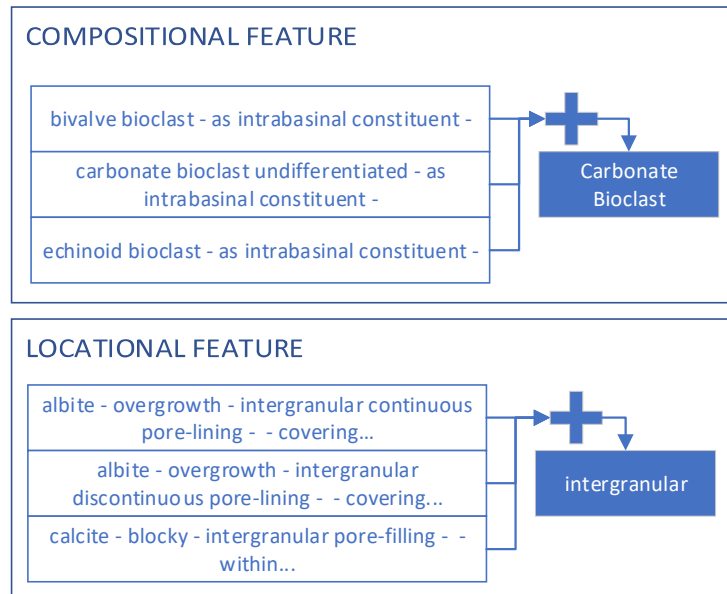 COMPOSITIONAL FEATURE
bivalve bioclast - as intrabasinal constituent -
carbonate bioclast undifferentiated - as
intrabasinal constituent -
echinoid bioclast - as intrabasinal constituent -
Carbonate
Bioclast
LOCATIONAL FEATURE
albite - overgrowth - intergranular continuous
pore-lining - - covering...
albite - overgrowth - intergranular
discontinuous pore-lining - - covering...
calcite - blocky - intergranular pore-filling - -
within...
intergranular